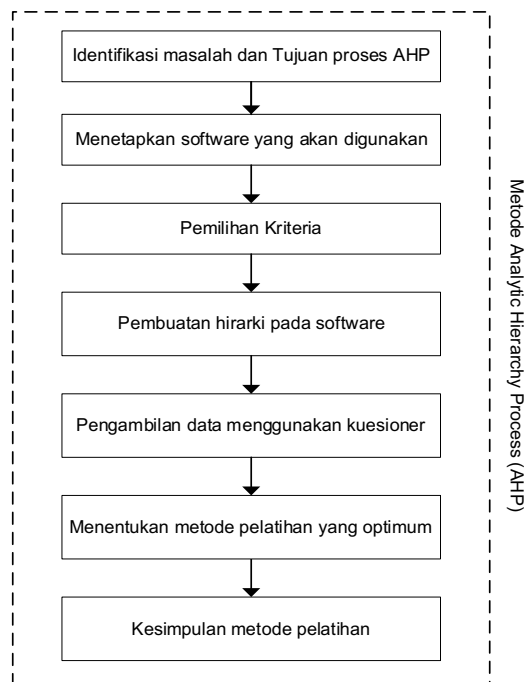 Identifikasi masalah dan Tujuan proses AHP
Menetapkan software yang akan digunakan
Pemilihan Kriteria
Pembuatan hirarki pada software
Pengambilan data menggunakan kuesioner
Menentukan metode pelatihan yang optimum
Kesimpulan metode pelatihan
Metode Analytic Hierarchy Process (AHP)